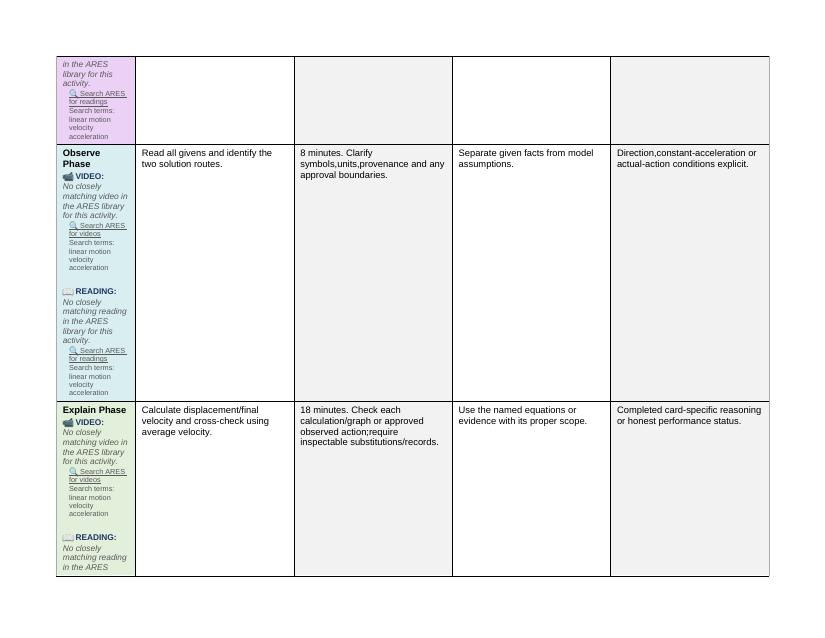 in the ARES
library for this
activity.
🔍 Search ARES
for readings
Search terms:
linear motion
velocity
acceleration
Observe
Phase
📹 VIDEO:
No closely
matching video in
the ARES library
for this activity.
🔍 Search ARES
for videos
Search terms:
linear motion
velocity
acceleration
📖 READING:
No closely
matching reading
in the ARES
library for this
activity.
🔍 Search ARES
for readings
Search terms:
linear motion
velocity
acceleration
Read all givens and identify the
two solution routes.
8 minutes. Clarify
symbols,units,provenance and any
approval boundaries.
Separate given facts from model
assumptions.
Direction,constant-acceleration or
actual-action conditions explicit.
Explain Phase
📹 VIDEO:
No closely
matching video in
the ARES library
for this activity.
🔍 Search ARES
for videos
Search terms:
linear motion
velocity
acceleration
📖 READING:
No closely
matching reading
in the ARES
Calculate displacement/final
velocity and cross-check using
average velocity.
18 minutes. Check each
calculation/graph or approved
observed action;require
inspectable substitutions/records.
Use the named equations or
evidence with its proper scope.
Completed card-specific reasoning
or honest performance status.